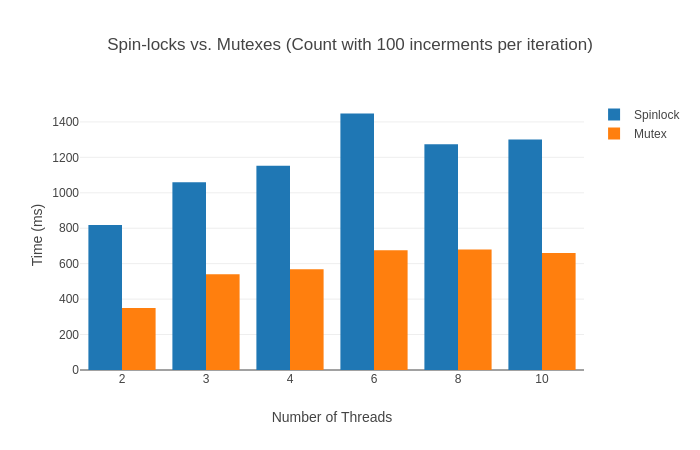 Spin-locks vs. Mutexes (Count with 100 incerments per iteration)
Spinlock
Mutex
1400
1200
1000
800
600
400
200
0
Time (ms)
2 3 4 6 8 10
Number of Threads